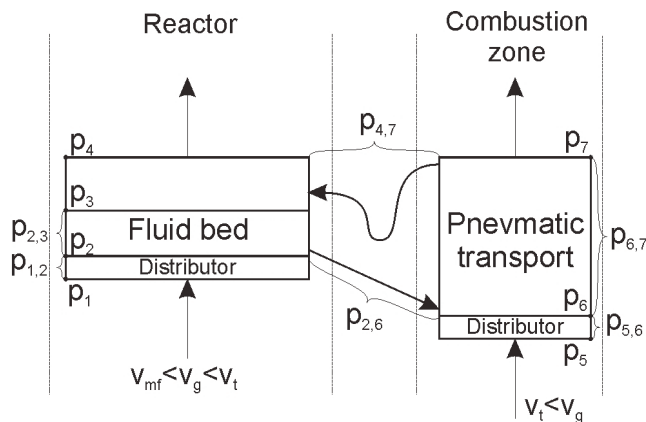 Reactor
Combustion
zone
p4
p4,7
p7
p3
p2,3
Fluid bed
Pnevmatic
transport
p6,7
p2
p1,2
Distributor
p1
p2,6
p6
Distributor
p5,6
p5
vmf<vg<vt
vt<vg